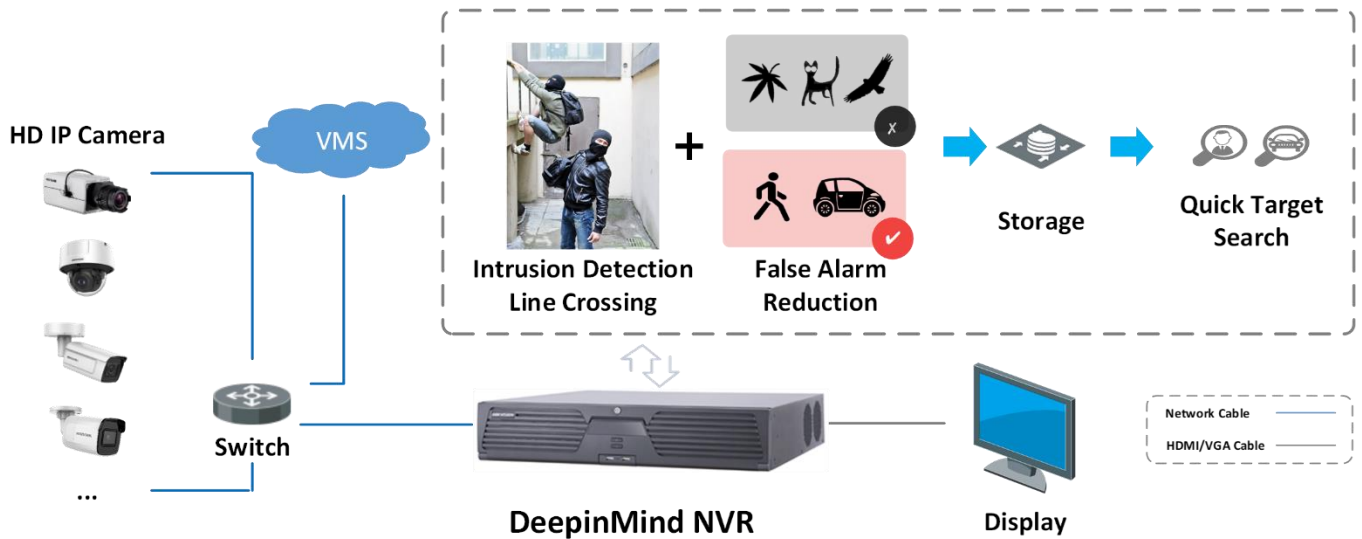 HD IP Camera
VMS
Intrusion Detection
Line Crossing
+
False Alarm
Reduction
Storage
Quick Target
Search
Switch
...
DeepinMind NVR
Display
Network Cable
HDMI/VGA Cable